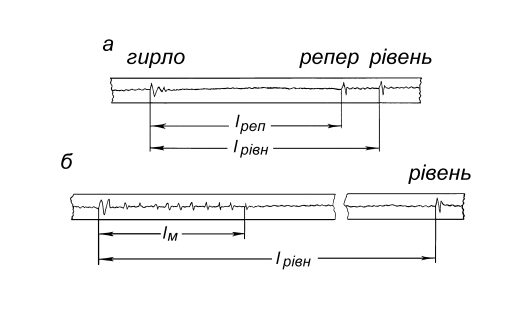 а
гирло репер рівень
lреп
lрівн
б
рівень
lм
lрівн